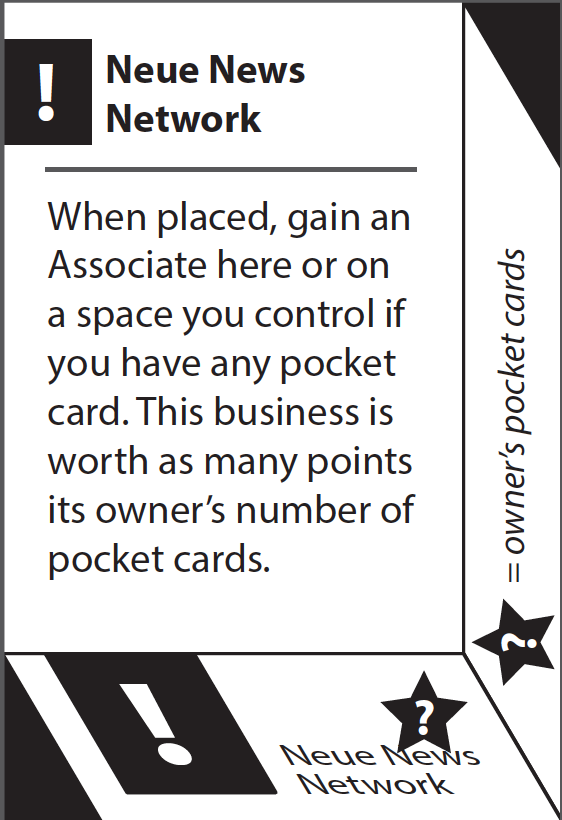 !
Neue News
Network
When placed, gain an
Associate here or on
a space you control if
you have any pocket
card. This business is
worth as many points
its owner’s number of
pocket cards.
? = owner’s pocket cards
!
?
Neue News
Network